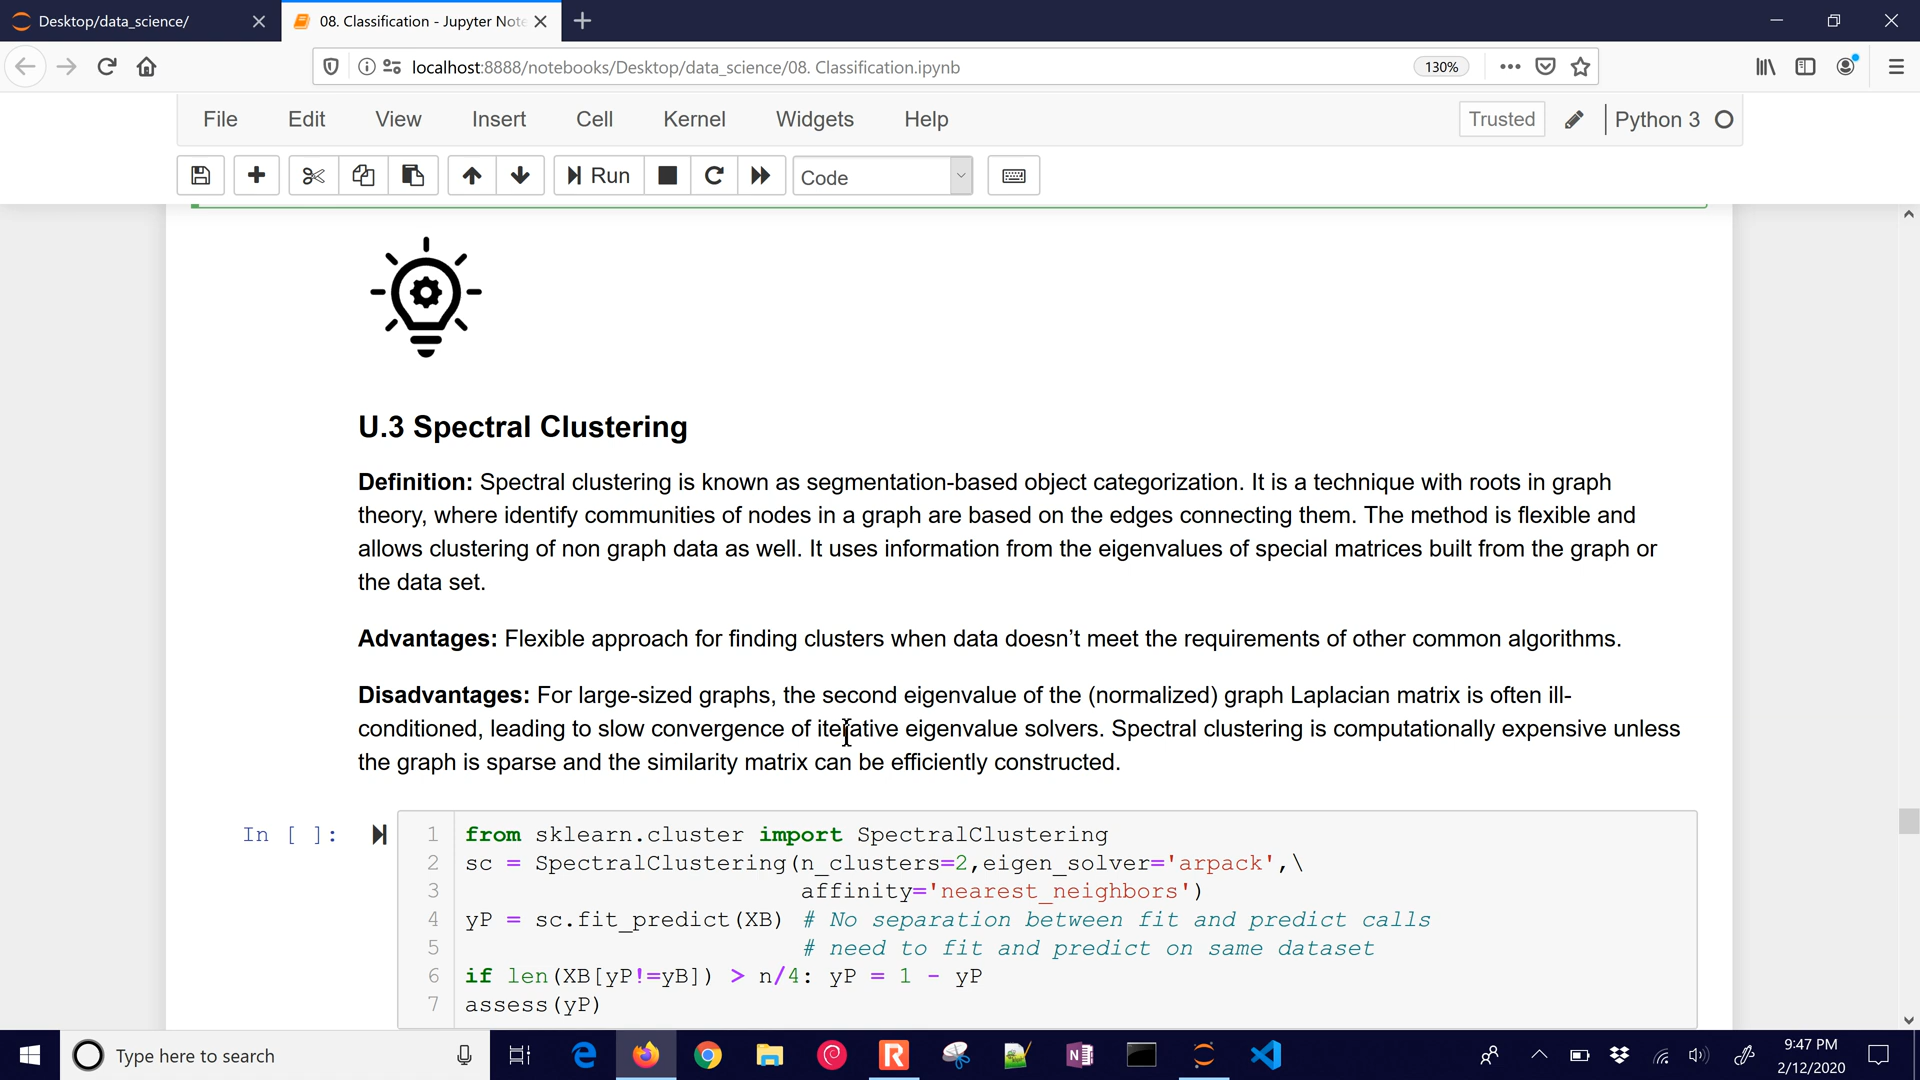 Desktop/data_science/
08. Classification - Jupyter Note
localhost:8888/notebooks/Desktop/data_science/08. Classification.ipynb
130%
File Edit View Insert Cell Kernel Widgets Help
Trusted
Python 3
Run
Code
U.3 Spectral Clustering
Definition: Spectral clustering is known as segmentation-based object categorization. It is a technique with roots in graph
theory, where identify communities of nodes in a graph are based on the edges connecting them. The method is flexible and
allows clustering of non graph data as well. It uses information from the eigenvalues of special matrices built from the graph or
the data set.
Advantages: Flexible approach for finding clusters when data doesn’t meet the requirements of other common algorithms.
Disadvantages: For large-sized graphs, the second eigenvalue of the (normalized) graph Laplacian matrix is often ill-
conditioned, leading to slow convergence of iterative eigenvalue solvers. Spectral clustering is computationally expensive unless
the graph is sparse and the similarity matrix can be efficiently constructed.
In [ ]:
1 from sklearn.cluster import SpectralClustering
2 sc = SpectralClustering(n_clusters=2,eigen_solver='arpack',\
3 affinity='nearest_neighbors')
4 yP = sc.fit_predict(XB) # No separation between fit and predict calls
5 # need to fit and predict on same dataset
6 if len(XB[yP!=yB]) > n/4: yP = 1 - yP
7 assess(yP)
Type here to search
9:47 PM
2/12/2020